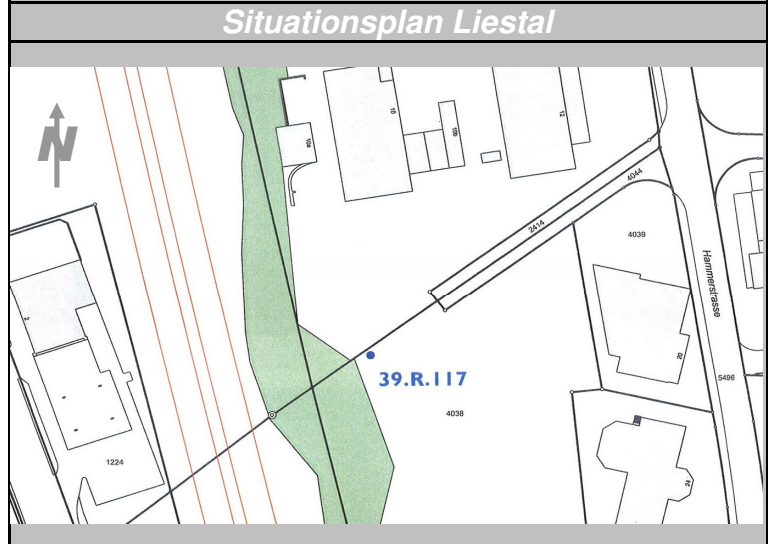 Situationsplan Liestal
N
10
12
10b
10a
4044
2414
4039
Hammerstrasse
2
20
39.R.117
5496
4038
1224
24